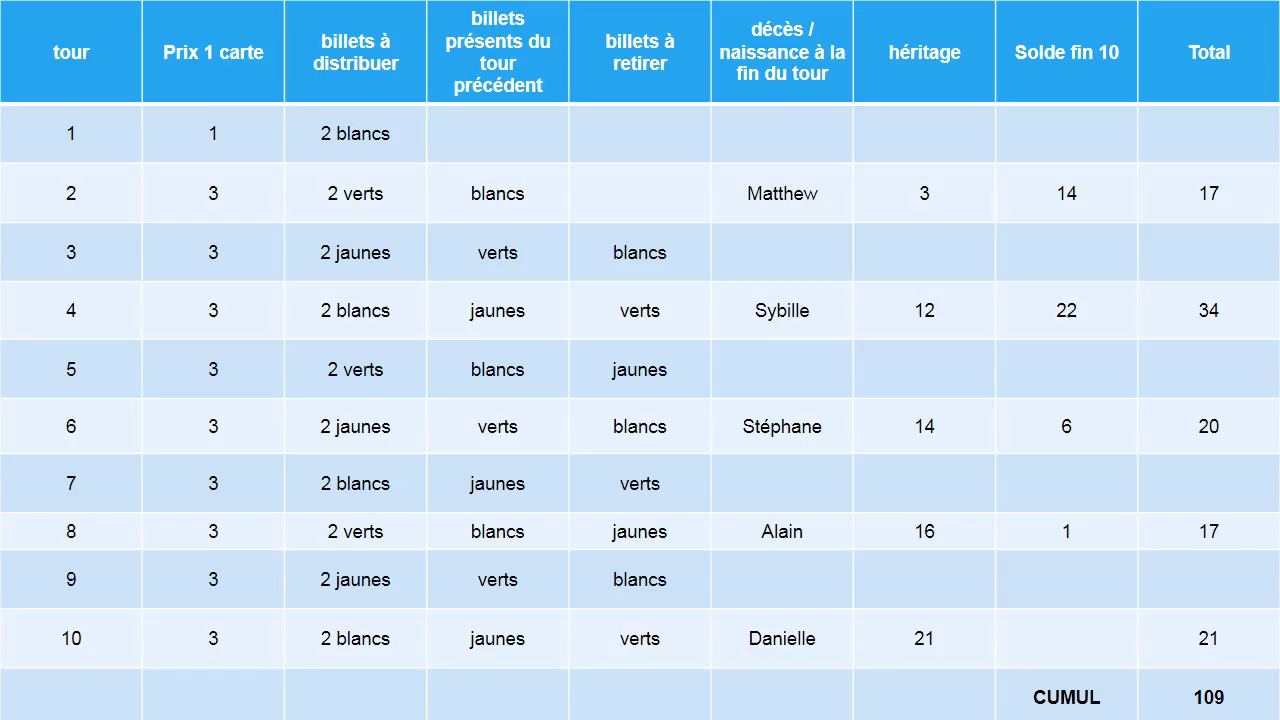 tour Prix 1 carte billets à distribuer billets présents du tour précédent billets à retirer décès / naissance à la fin du tour héritage Solde fin 10 Total
1 1 2 blancs
2 3 2 verts blancs Matthew 3 14 17
3 3 2 jaunes verts blancs
4 3 2 blancs jaunes verts Sybille 12 22 34
5 3 2 verts blancs jaunes
6 3 2 jaunes verts blancs Stéphane 14 6 20
7 3 2 blancs jaunes verts
8 3 2 verts blancs jaunes Alain 16 1 17
9 3 2 jaunes verts blancs
10 3 2 blancs jaunes verts Danielle 21 21
CUMUL 109